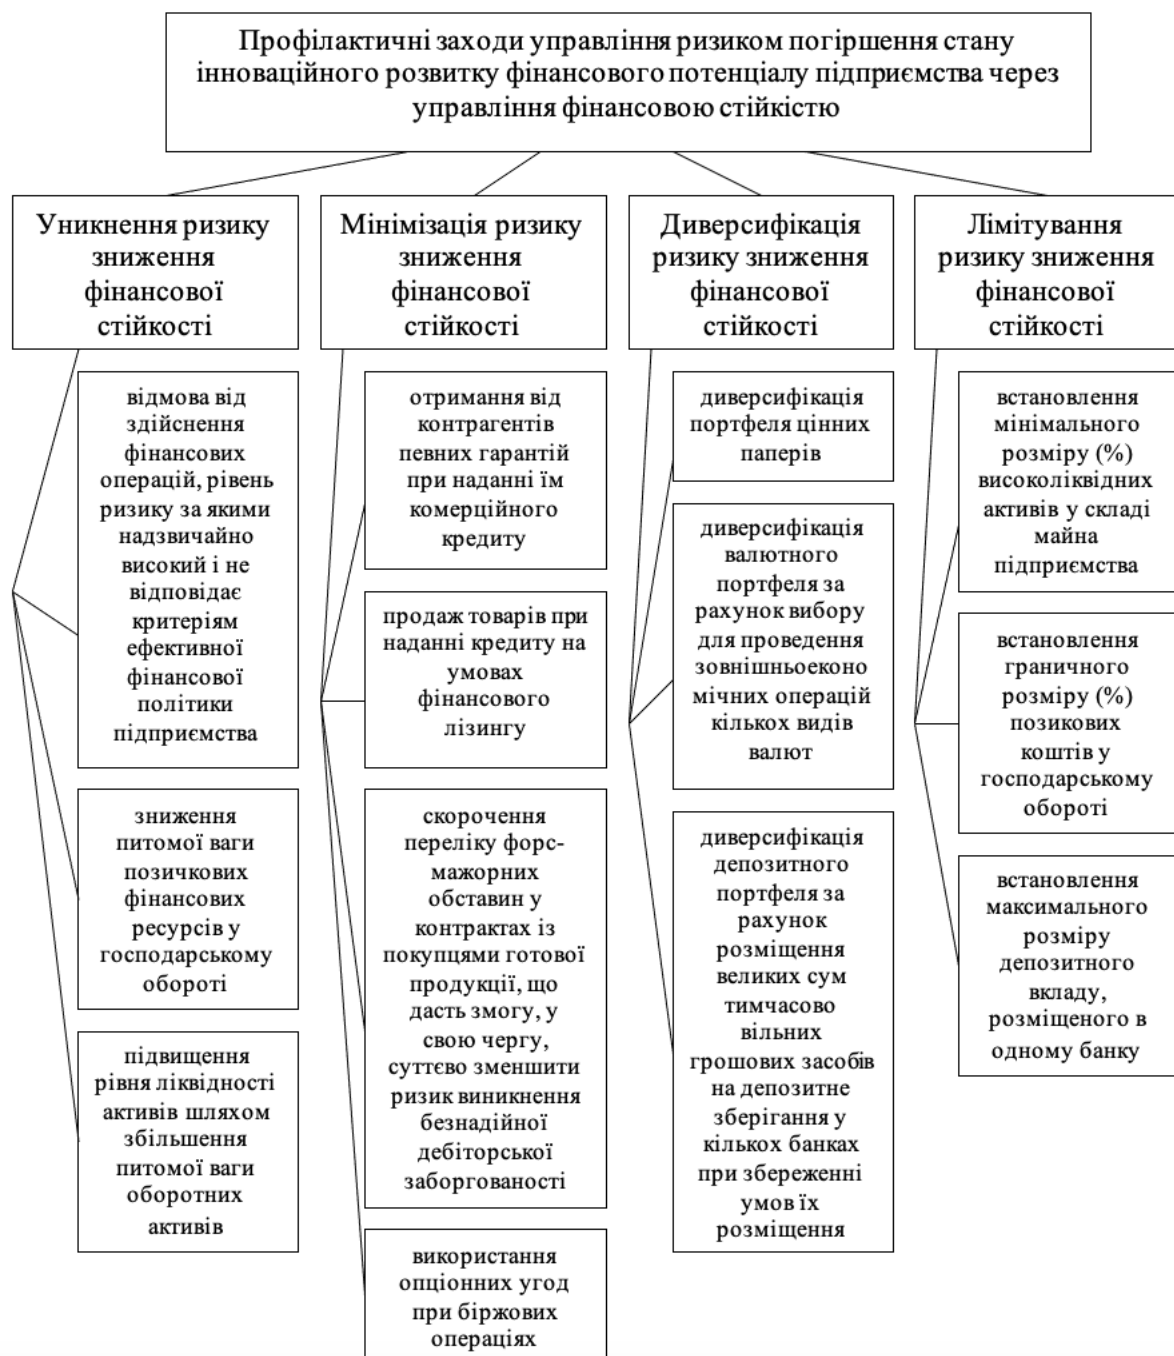 Профілактичні заходи управління ризиком погіршення стану
інноваційного розвитку фінансового потенціалу підприємства через
управління фінансовою стійкістю
Уникнення ризику
зниження
фінансової
стійкості
відмова від
здійснення
фінансових
операцій, рівень
ризику за якими
надзвичайно
високий і не
відповідає
критеріям
ефективної
фінансової
політики
підприємства
зниження
питомої ваги
позичкових
фінансових
ресурсів у
господарському
обороті
підвищення
рівня ліквідності
активів шляхом
збільшення
питомої ваги
оборотних
активів
Мінімізація ризику
зниження
фінансової
стійкості
отримання від
контрагентів
певних гарантій
при наданні їм
комерційного
кредиту
продаж товарів при
наданні кредиту на
умовах
фінансового
лізингу
скорочення
переліку форс-
мажорних
обставин у
контрактах із
покупцями готової
продукції, що
дасть змогу, у
свою чергу,
суттєво зменшити
ризик виникнення
безнадійної
дебіторської
заборгованості
використання
опціонних угод
при біржових
операціях
Диверсифікація
ризику зниження
фінансової
стійкості
диверсифікація
портфеля цінних
паперів
диверсифікація
валютного
портфеля за
рахунок вибору
для проведення
зовнішньоеконо
мічних операцій
кількох видів
валют
диверсифікація
депозитного
портфеля за
рахунок
розміщення
великих сум
тимчасово
вільних
грошових засобів
на депозитне
зберігання у
кількох банках
при збереженні
умов їх
розміщення
Лімітування
ризику зниження
фінансової
стійкості
встановлення
мінімального
розміру (%)
високоліквідних
активів у складі
майна
підприємства
встановлення
граничного
розміру (%)
позикових
коштів у
господарському
обороті
встановлення
максимального
розміру
депозитного
вкладу,
розміщеного в
одному банку